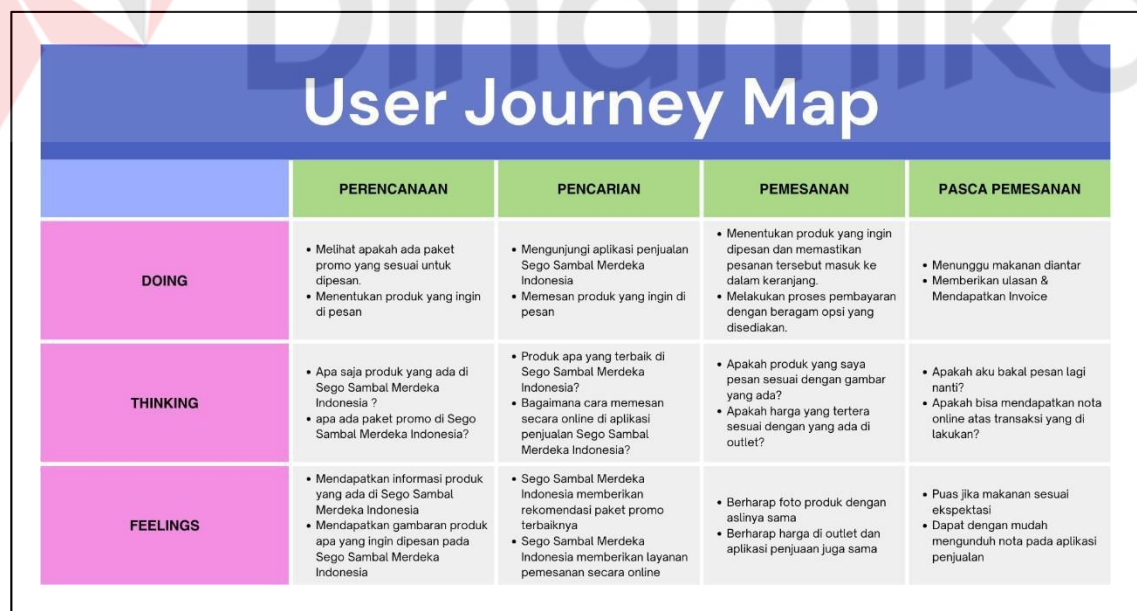 Dinamika
User Journey Map
PERENCANAAN
PENCARIAN
PEMESANAN
PASCA PEMESANAN
DOING
• Melihat apakah ada paket
promo yang sesuai untuk
dipesan.
• Menentukan produk yang ingin
di pesan
• Mengunjungi aplikasi penjualan
Sego Sambal Merdeka
Indonesia
• Memesan produk yang ingin di
pesan
• Menentukan produk yang ingin
dipesan dan memastikan
pesanan tersebut masuk ke
dalam keranjang.
• Melakukan proses pembayaran
dengan beragam opsi yang
disediakan.
• Menunggu makanan diantar
• Memberikan ulasan &
Mendapatkan Invoice
THINKING
• Apa saja produk yang ada di
Sego Sambal Merdeka
Indonesia ?
• apa ada paket promo di Sego
Sambal Merdeka Indonesia?
• Produk apa yang terbaik di
Sego Sambal Merdeka
Indonesia?
• Bagaimana cara memesan
secara online di aplikasi
penjualan Sego Sambal
Merdeka Indonesia?
• Apakah produk yang saya
pesan sesuai dengan gambar
yang ada?
• Apakah harga yang tertera
sesuai dengan yang ada di
outlet?
• Apakah aku bakal pesan lagi
nanti?
• Apakah bisa mendapatkan nota
online atas transaksi yang di
lakukan?
FEELINGS
• Mendapatkan informasi produk
yang ada di Sego Sambal
Merdeka Indonesia
• Mendapatkan gambaran produk
apa yang ingin dipesan pada
Sego Sambal Merdeka
Indonesia
• Sego Sambal Merdeka
Indonesia memberikan
rekomendasi paket promo
terbaiknya
• Sego Sambal Merdeka
Indonesia memberikan layanan
pemesanan secara online
• Berharap foto produk dengan
aslinya sama
• Berharap harga di outlet dan
aplikasi penjuaan juga sama
• Puas jika makanan sesuai
ekspektasi
• Dapat dengan mudah
mengunduh nota pada aplikasi
penjualan